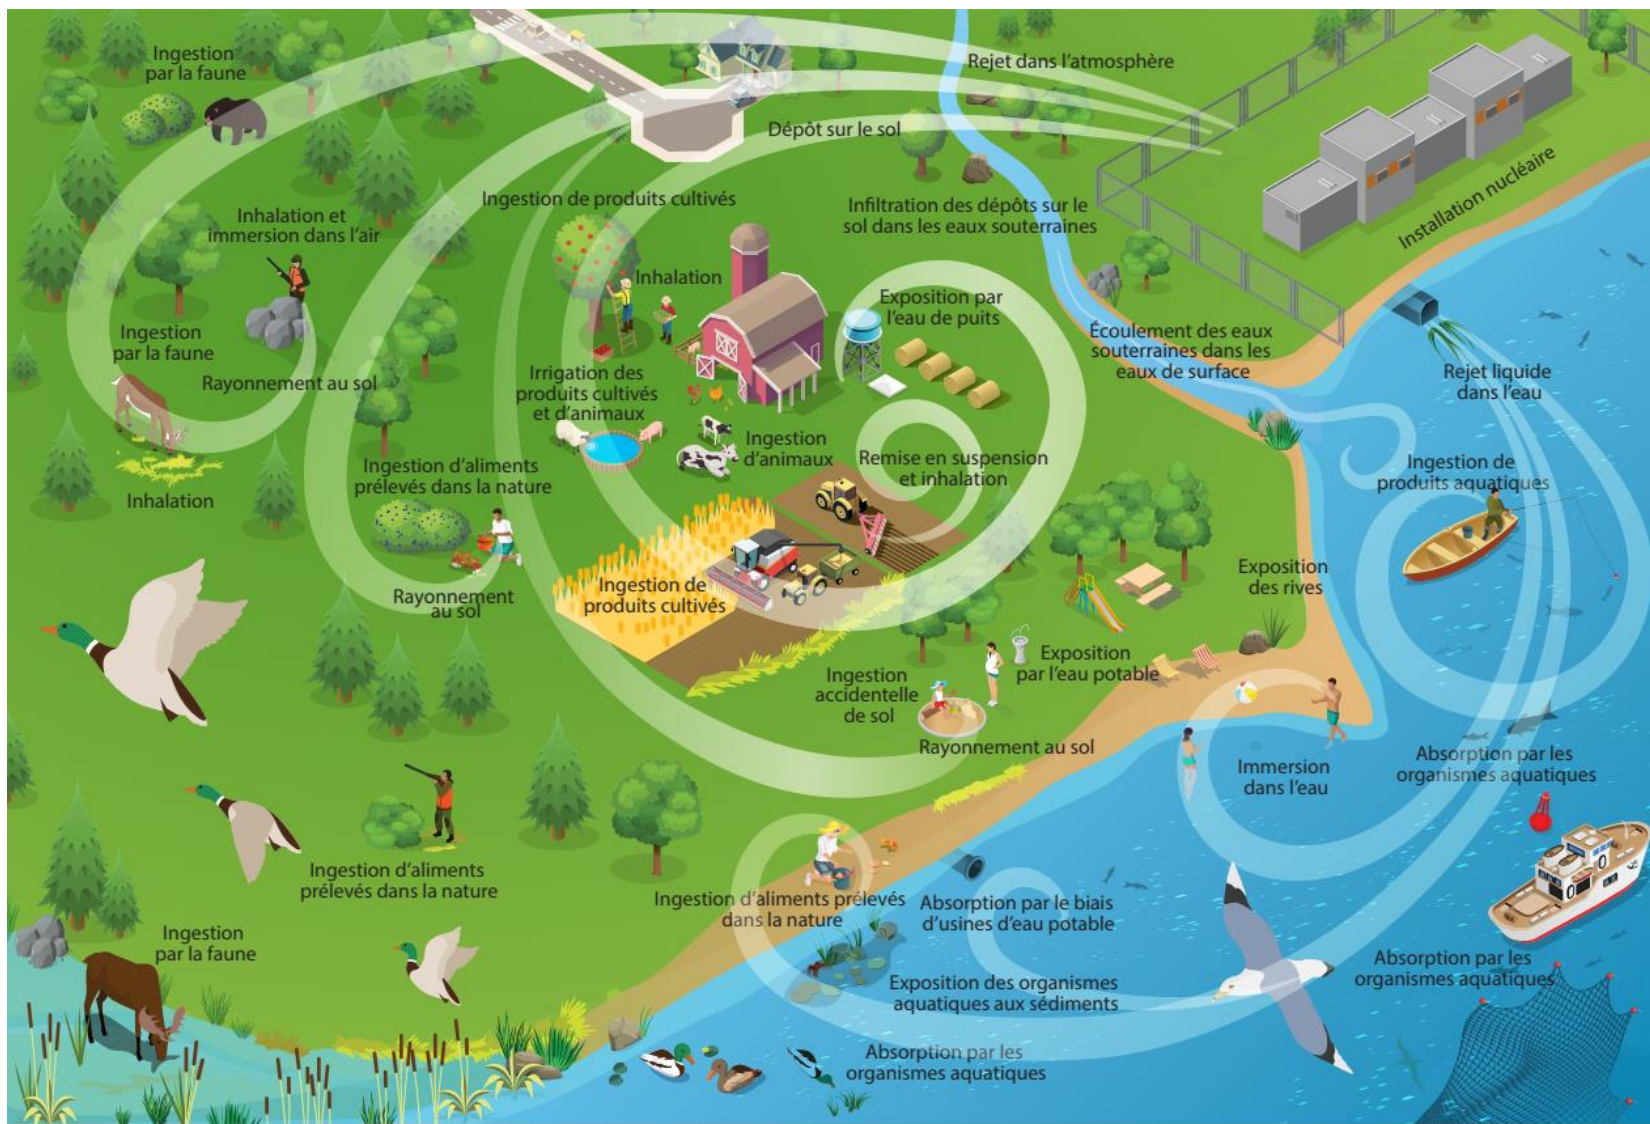 Ingestion
par la faune
Rejet dans l'atmosphère
Dépôt sur le sol
Installation nucléaire
Ingestion de produits cultivés
Infiltration des dépôts sur le
sol dans les eaux souterraines
Inhalation et
immersion dans l'air
Inhalation
Exposition par
l'eau de puits
Écoulement des eaux
souterraines dans les
eaux de surface
Rejet liquide
dans l'eau
Ingestion
par la faune
Rayonnement au sol
Irrigation des
produits cultivés
et d'animaux
Ingestion
d'animaux
Remise en suspension
et inhalation
Ingestion de
produits aquatiques
Inhalation
Ingestion d'aliments
prélevés dans la nature
Rayonnement
au sol
Ingestion de
produits cultivés
Exposition
des rives
Ingestion
accidentelle
de sol
Exposition
par l'eau potable
Rayonnement au sol
Immersion
dans l'eau
Absorption par les
organismes aquatiques
Ingestion d'aliments
prélevés dans la nature
Ingestion d'aliments prélevés
dans la nature
Absorption par le biais
d'usines d'eau potable
Ingestion
par la faune
Exposition des organismes
aquatiques aux sédiments
Absorption par les
organismes aquatiques
Absorption par les
organismes aquatiques